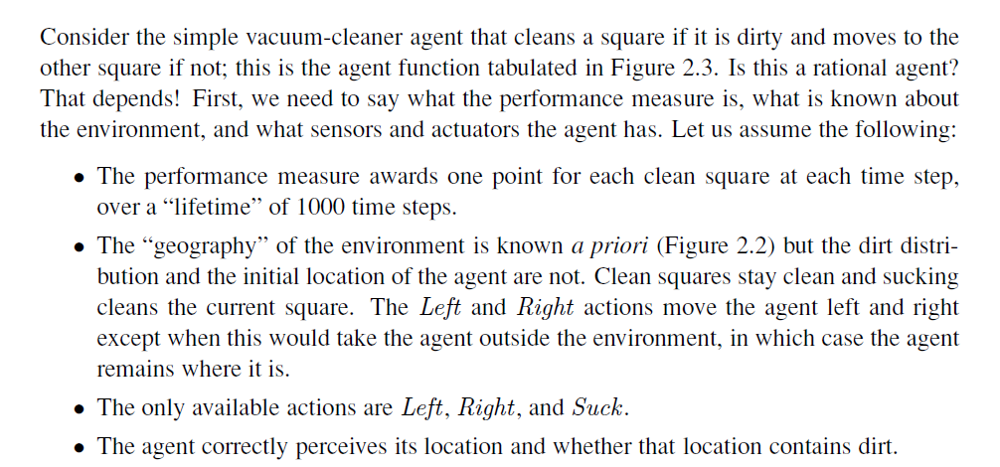 Consider the simple vacuum-cleaner agent that cleans a square if it is dirty and moves to the
other square if not; this is the agent function tabulated in Figure 2.3. Is this a rational agent?
That depends! First, we need to say what the performance measure is, what is known about
the environment, and what sensors and actuators the agent has. Let us assume the following:
• The performance measure awards one point for each clean square at each time step,
over a “lifetime” of 1000 time steps.
• The “geography” of the environment is known a priori (Figure 2.2) but the dirt distri-
bution and the initial location of the agent are not. Clean squares stay clean and sucking
cleans the current square. The Left and Right actions move the agent left and right
except when this would take the agent outside the environment, in which case the agent
remains where it is.
• The only available actions are Left, Right, and Suck.
• The agent correctly perceives its location and whether that location contains dirt.